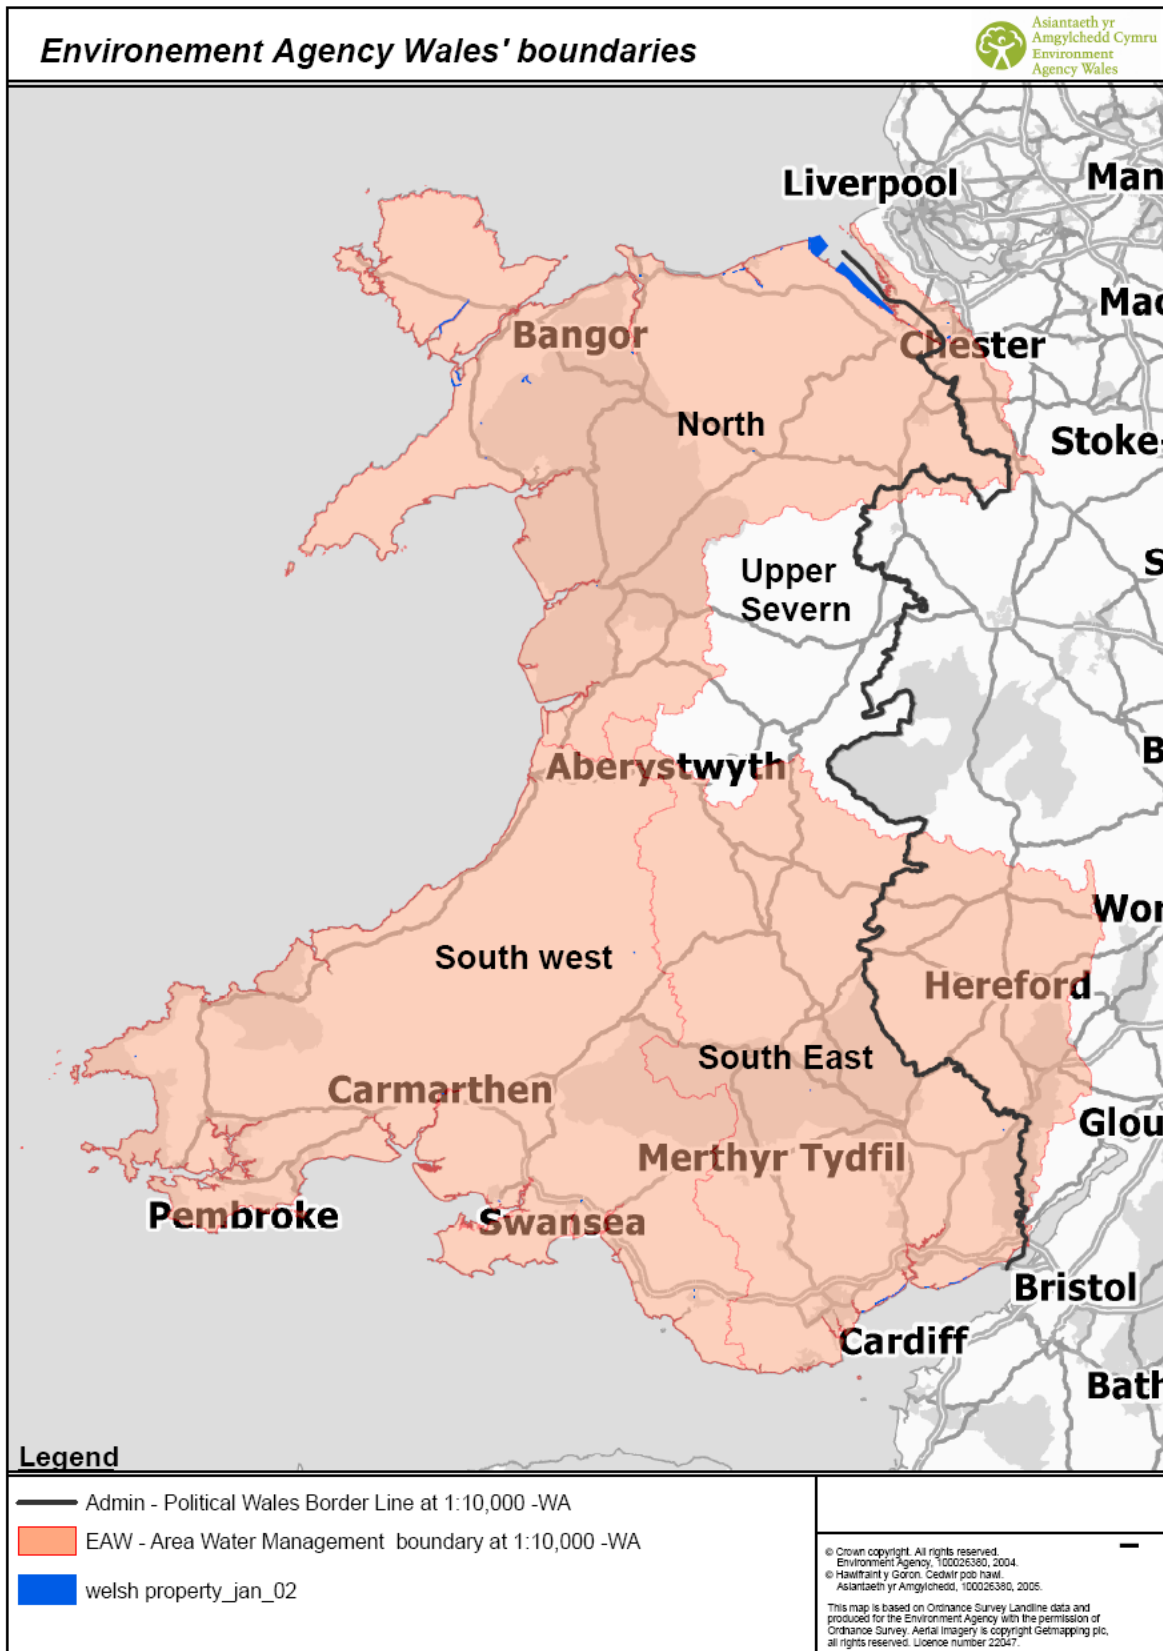 Environement Agency Wales' boundaries
Asiantaeth yr
Amgylchedd Cymru
Environment
Agency Wales
Liverpool
Man
Mac
Bangor
Chester
North
Stoke-
Upper
Severn
S
Aberystwyth
B
Wor
South west
Hereford
South East
Carmarthen
Glou
Merthyr Tydfil
Pembroke
Swansea
Bristol
Cardiff
Bath
Legend
Admin - Political Wales Border Line at 1:10,000 -WA
EAW - Area Water Management boundary at 1:10,000 -WA
welsh property_jan_02
© Crown copyright. All rights reserved.
Environment Agency, 100026380, 2004.
© Hawlfraint y Goron. Cedwir pob hawl.
Asiantaeth yr Amgylchedd, 100026380, 2005.
This map is based on Ordnance Survey Landline data and
produced for the Environment Agency with the permission of
Ordnance Survey. Aerial Imagery is copyright Getmapping plc,
all rights reserved. Licence number 22047.